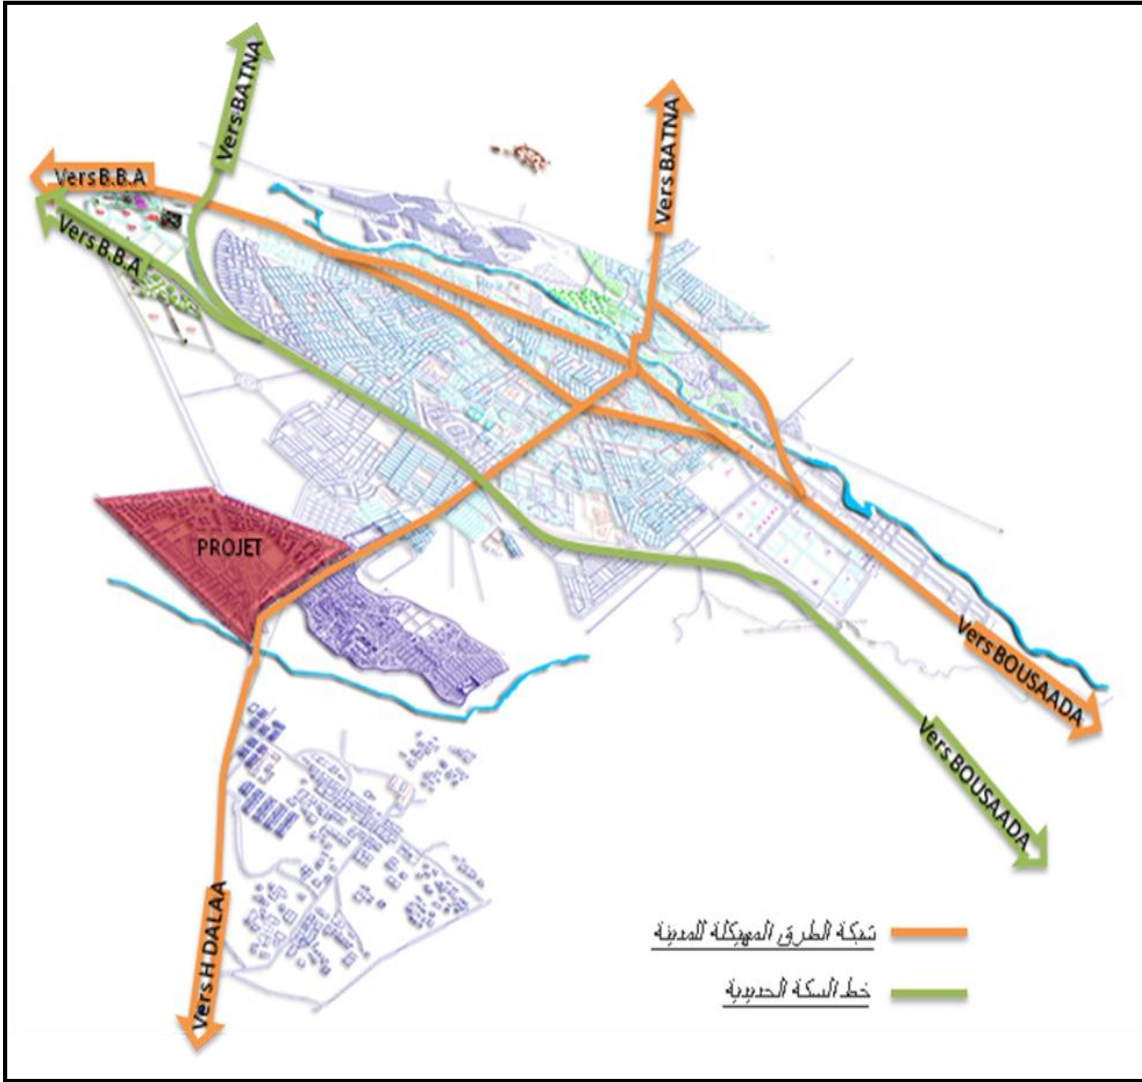 Vers BATNA
Vers BATNA
Vers B.B.A
Vers B.B.A
PROJET
Vers BOUSAADA
Vers BOUSAADA
Vers H DALAA
شبكة الطرق المهيكلة للمدينة
خط السكة الحديدية